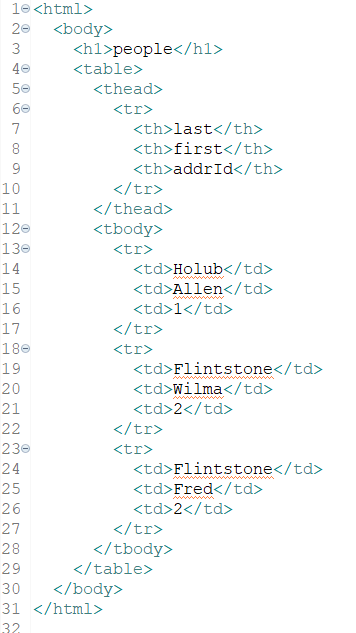 1 <html>
2   <body>
3     <h1>people</h1>
4     <table>
5       <thead>
6         <tr>
7           <th>last</th>
8           <th>first</th>
9           <th>addrId</th>
10         </tr>
11       </thead>
12       <tbody>
13         <tr>
14           <td>Holub</td>
15           <td>Allen</td>
16           <td>1</td>
17         </tr>
18         <tr>
19           <td>Flintstone</td>
20           <td>Wilma</td>
21           <td>2</td>
22         </tr>
23         <tr>
24           <td>Flintstone</td>
25           <td>Fred</td>
26           <td>2</td>
27         </tr>
28       </tbody>
29     </table>
30   </body>
31 </html>
32